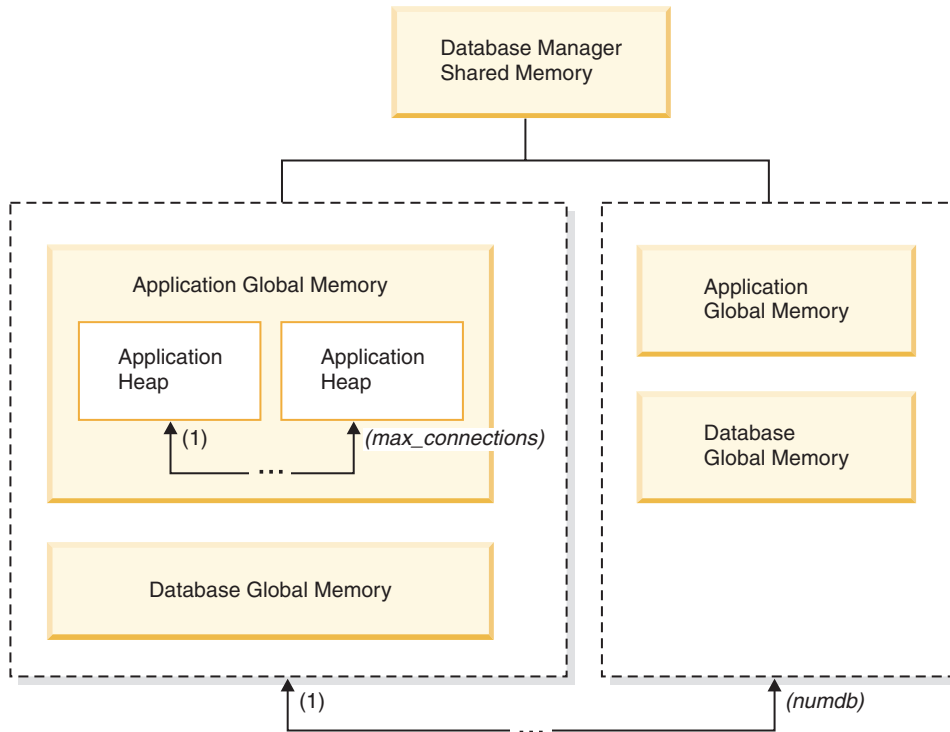 Database Manager
Shared Memory
Application Global Memory
Application
Heap
Application
Heap
(1)
(max_connections)
...
Database Global Memory
Application
Global Memory
Database
Global Memory
(1)
(numdb)
...